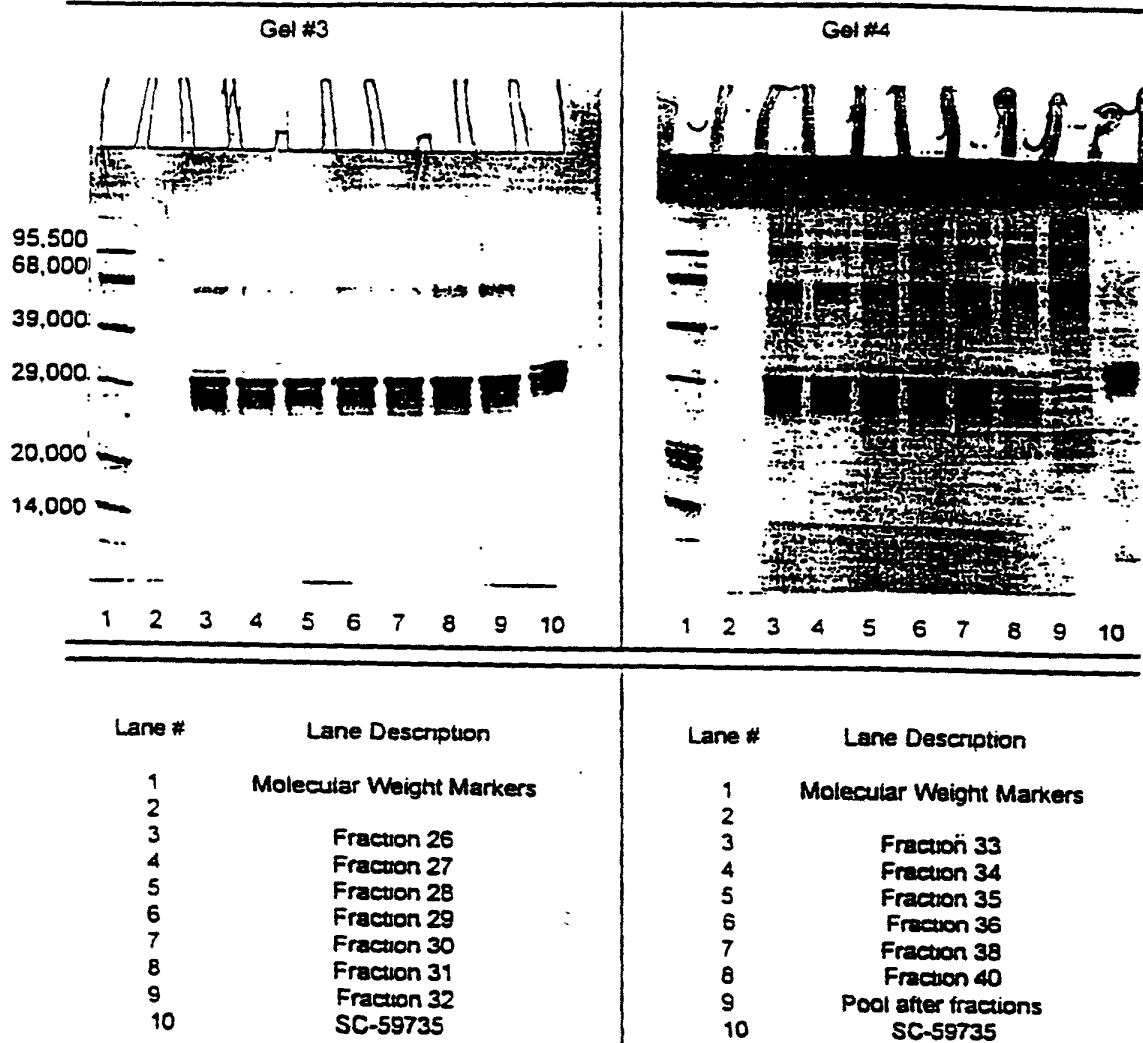 Gel #3
Gel #4
95,500
68,000
39,000
29,000
20,000
14,000
1 2 3 4 5 6 7 8 9 10
1 2 3 4 5 6 7 8 9 10
Lane # Lane Description
1 Molecular Weight Markers
2
3 Fraction 26
4 Fraction 27
5 Fraction 28
6 Fraction 29
7 Fraction 30
8 Fraction 31
9 Fraction 32
10 SC-59735
Lane # Lane Description
1 Molecular Weight Markers
2
3 Fraction 33
4 Fraction 34
5 Fraction 35
6 Fraction 36
7 Fraction 38
8 Fraction 40
9 Pool after fractions
10 SC-59735